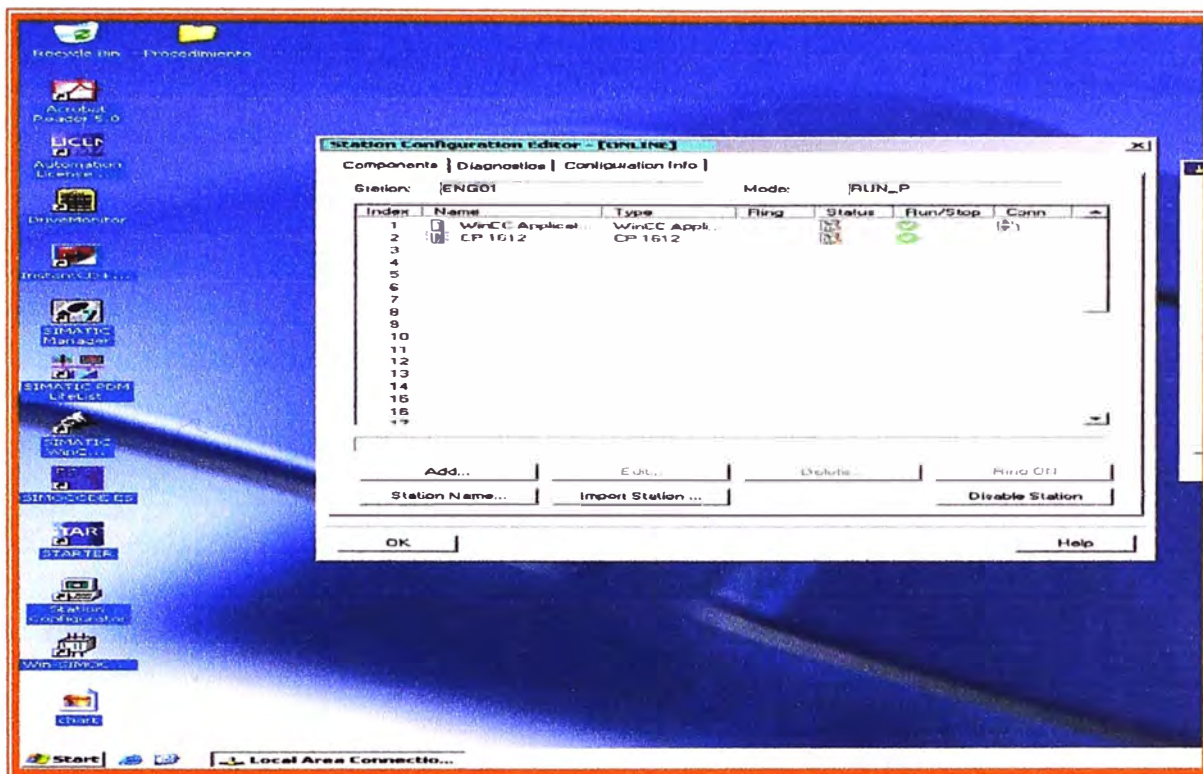 Recycle Bin
Procedimiento
Acrobat
Reader 5.0
Automation
License ...
DriveMonitor
SIMATIC
Manager
SIMATIC PDM
LifeList
SIMATIC
WinC...
SIMOCODE ES
STARTER
Station
Configurator
Win-SIMOC...
chart
Station Configuration Editor - [ONLINE]
Components
Diagnostics
Configuration Info
Station:
ENG01
Mode:
RUN_P
Index Name Type Ring Status Run/Stop Conn
1 WinCC Applicat... WinCC Appli...
2 CP 1612 CP 1612
3
4
5
6
7
8
9
10
11
12
13
14
15
16
17
Add... Edit... Delete... Ring ON
Station Name... Import Station ... Disable Station
OK Help
Start Local Area Connectio...